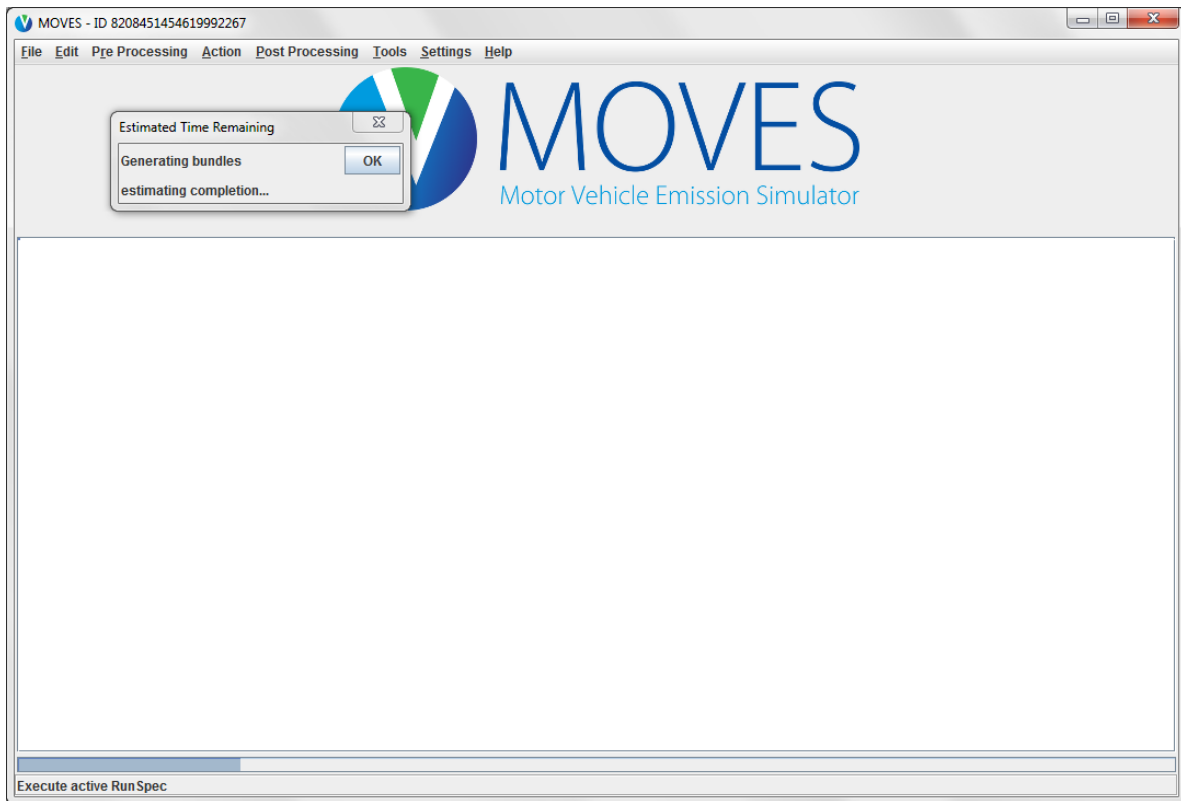 MOVES - ID 8208451454619992267
File Edit Pre Processing Action Post Processing Tools Settings Help
MOVES
Motor Vehicle Emission Simulator
Estimated Time Remaining
Generating bundles OK
estimating completion...
Execute active RunSpec